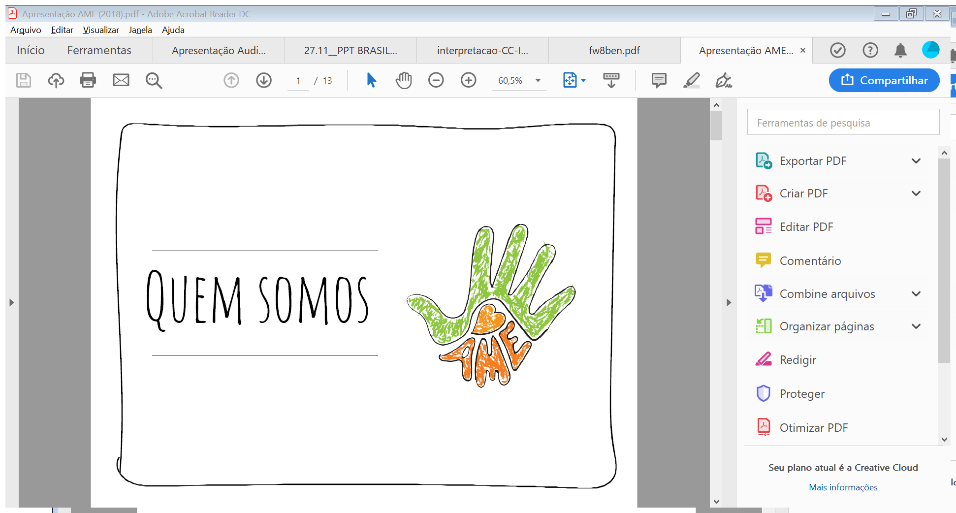 Apresentação AME (2018).pdf - Adobe Acrobat Reader DC
Arquivo Editar Visualizar Janela Ajuda
Início Ferramentas Apresentação Audi... 27.11__PPT BRASIL... interpretacao-CC-I... fw8ben.pdf Apresentação AME... ×
1 / 13 60,5% Compartilhar
Ferramentas de pesquisa
Exportar PDF
Criar PDF
Editar PDF
Comentário
Combine arquivos
Organizar páginas
Redigir
Proteger
Otimizar PDF
Seu plano atual é a Creative Cloud
Mais informações
QUEM SOMOS
AME